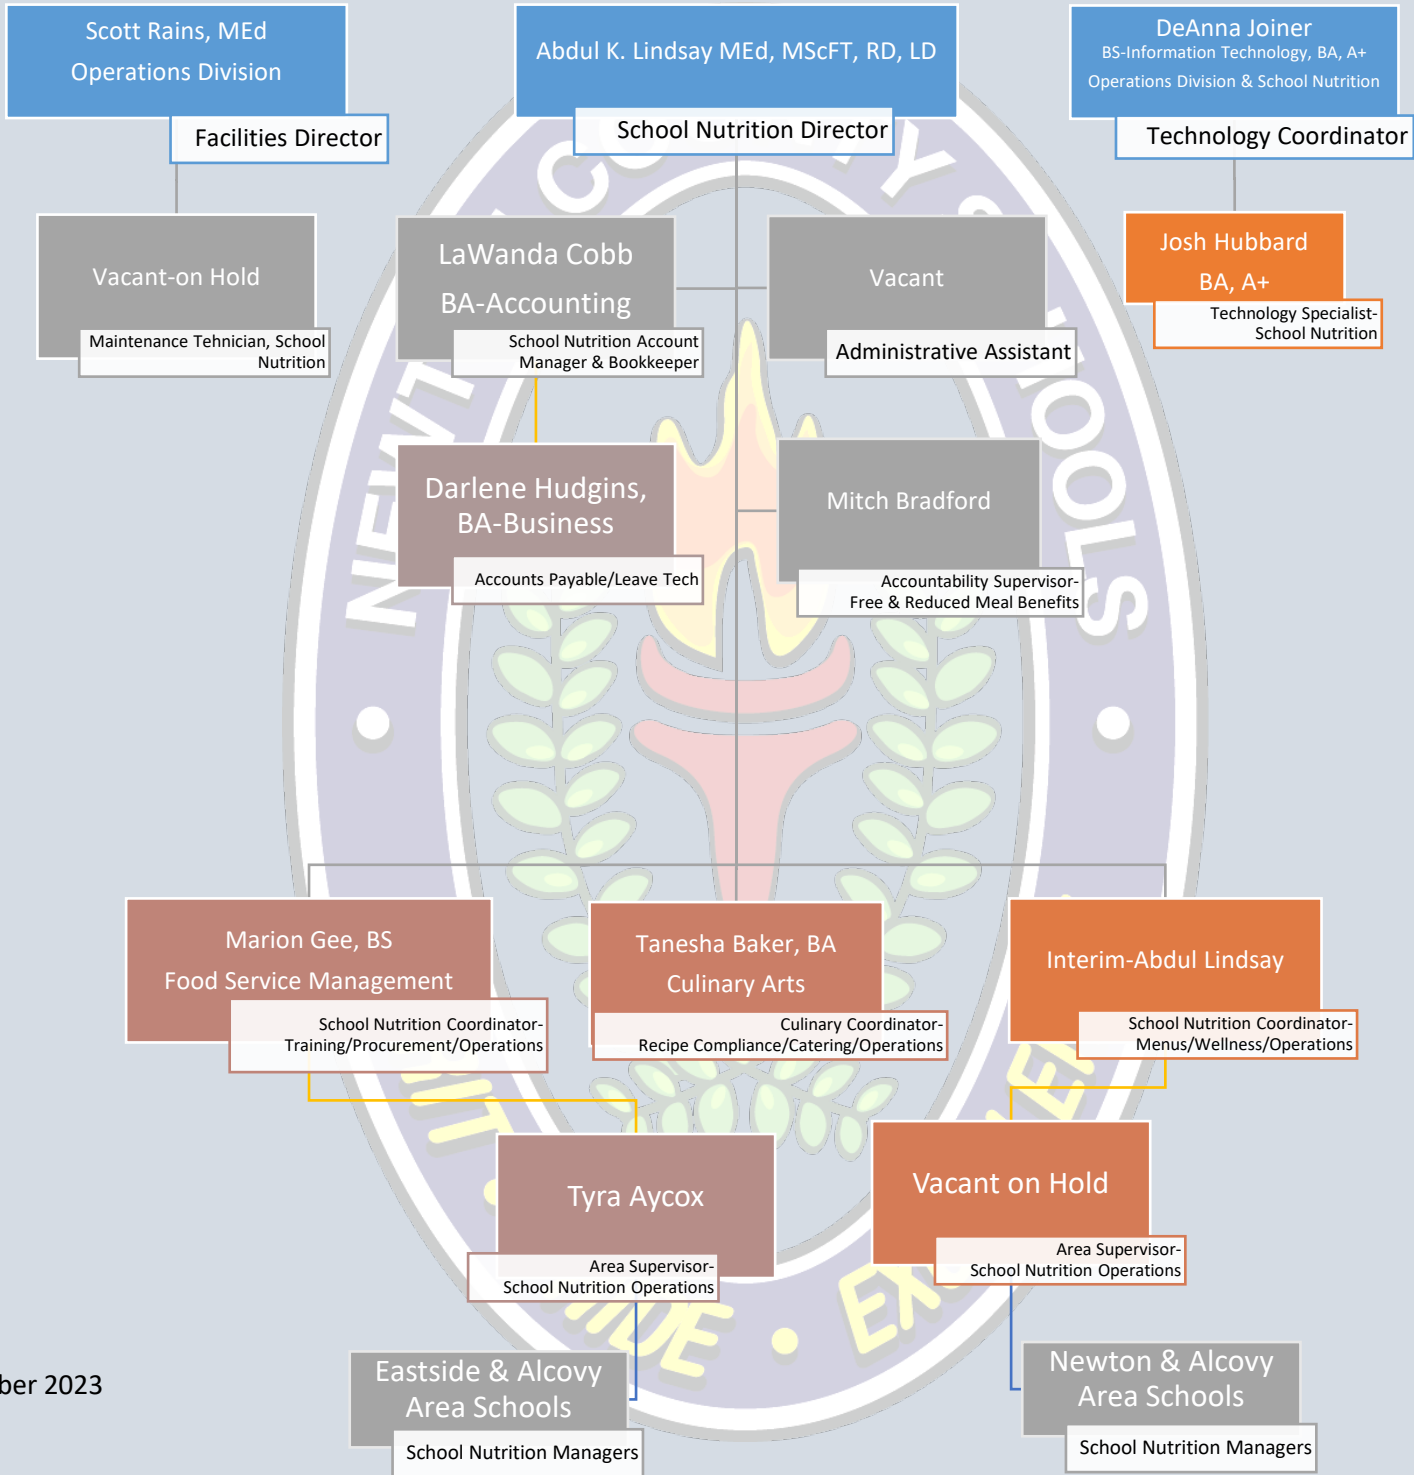 Scott Rains, MEd
Operations Division
Facilities Director
Abdul K. Lindsay MEd, MScFT, RD, LD
School Nutrition Director
DeAnna Joiner
BS-Information Technology, BA, A+
Operations Division & School Nutrition
Technology Coordinator
Vacant-on Hold
Maintenance Tehnician, School
Nutrition
LaWanda Cobb
BA-Accounting
School Nutrition Account
Manager & Bookkeeper
Vacant
Administrative Assistant
Josh Hubbard
BA, A+
Technology Specialist-
School Nutrition
Darlene Hudgins,
BA-Business
Accounts Payable/Leave Tech
Mitch Bradford
Accountability Supervisor-
Free & Reduced Meal Benefits
Marion Gee, BS
Food Service Management
School Nutrition Coordinator-
Training/Procurement/Operations
Tanesha Baker, BA
Culinary Arts
Culinary Coordinator-
Recipe Compliance/Catering/Operations
Interim-Abdul Lindsay
School Nutrition Coordinator-
Menus/Wellness/Operations
Tyra Aycox
Area Supervisor-
School Nutrition Operations
Vacant on Hold
Area Supervisor-
School Nutrition Operations
Eastside & Alcovy
Area Schools
School Nutrition Managers
Newton & Alcovy
Area Schools
School Nutrition Managers
ber 2023